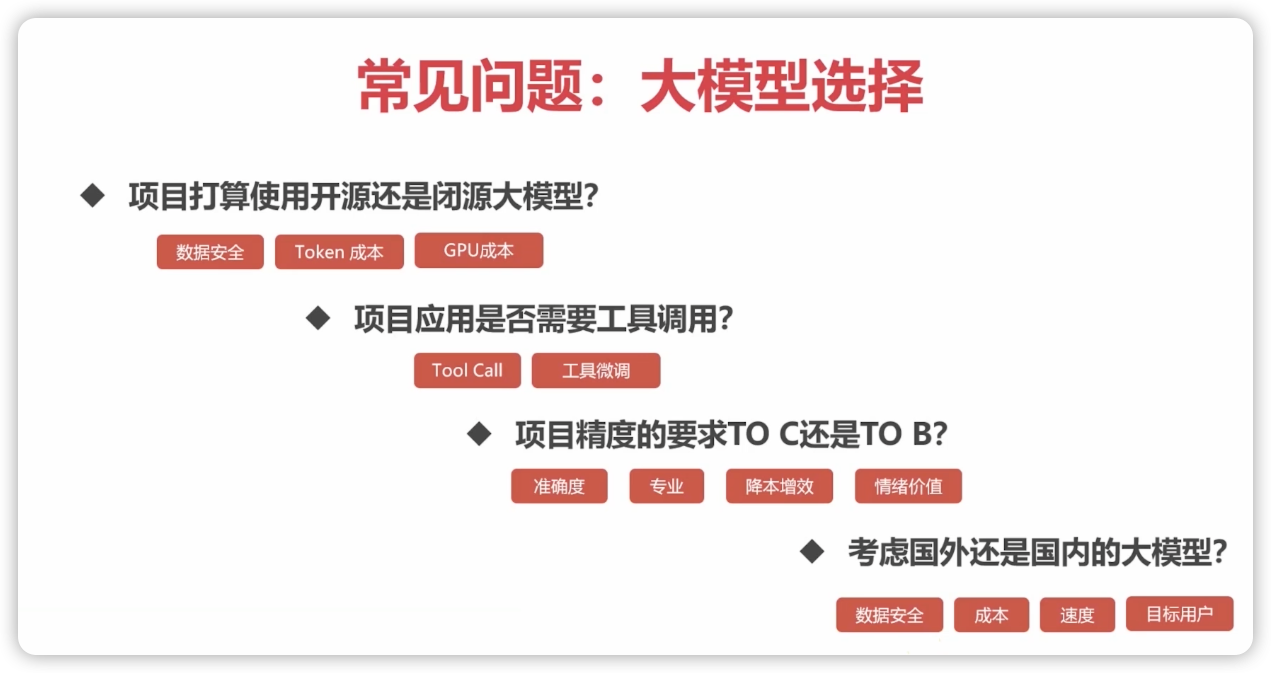 常见问题：大模型选择
◆ 项目打算使用开源还是闭源大模型？
数据安全 Token 成本 GPU成本
◆ 项目应用是否需要工具调用？
Tool Call 工具微调
◆ 项目精度的要求TO C还是TO B？
准确度 专业 降本增效 情绪价值
◆ 考虑国外还是国内的大模型？
数据安全 成本 速度 目标用户